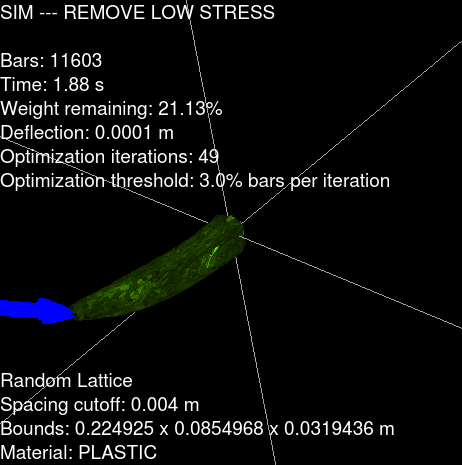 SIM --- REMOVE LOW STRESS
Bars: 11603
Time: 1.88 s
Weight remaining: 21.13%
Deflection: 0.0001 m
Optimization iterations: 49
Optimization threshold: 3.0% bars per iteration
Random Lattice
Spacing cutoff: 0.004 m
Bounds: 0.224925 x 0.0854968 x 0.0319436 m
Material: PLASTIC